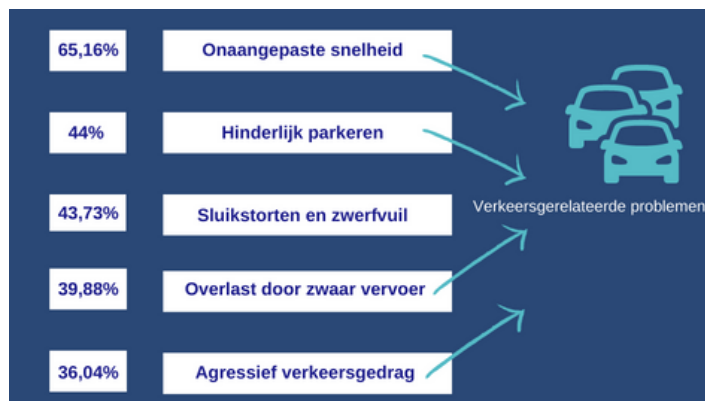 65,16%
Onaangepaste snelheid
44%
Hinderlijk parkeren
43,73%
Sluikstorten en zwerfvuil
Verkeersgerelateerde problemen
39,88%
Overlast door zwaar vervoer
36,04%
Agressief verkeersgedrag